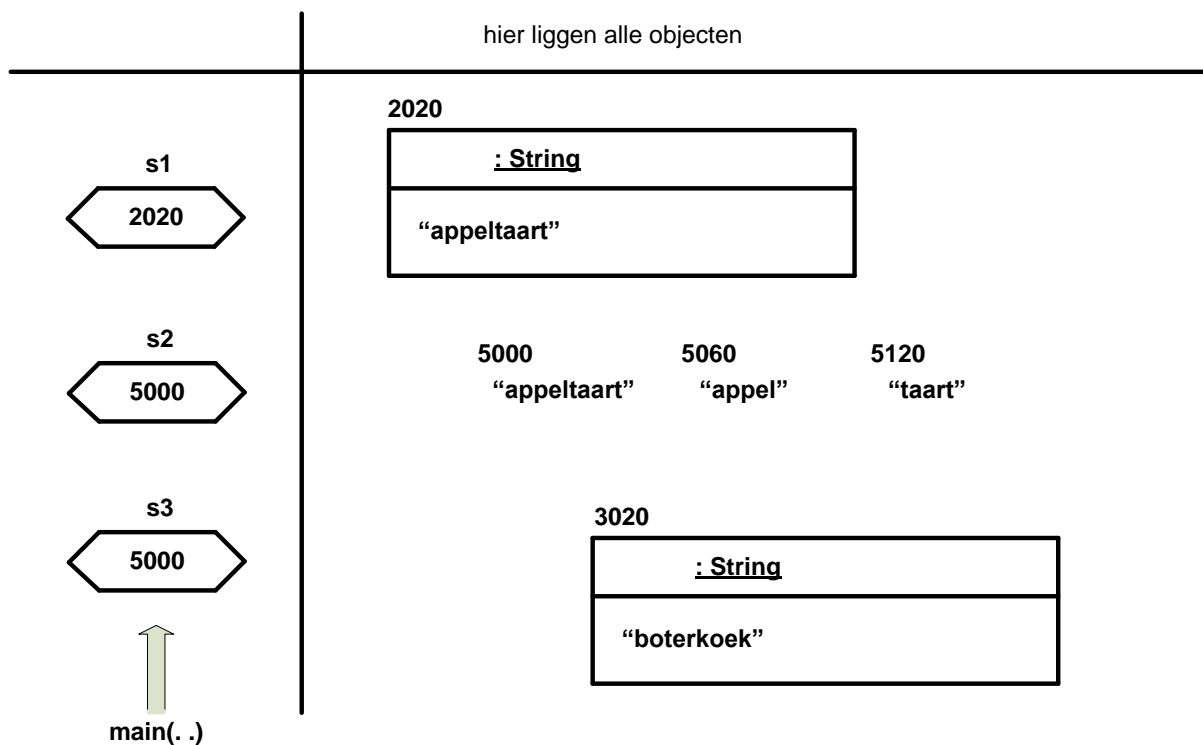 hier liggen alle objecten
2020
: String
s1
2020
“appeltaart”
s2
5000
5000 5060 5120
“appeltaart” “appel” “taart”
s3
5000
3020
: String
“boterkoek”
main(. .)